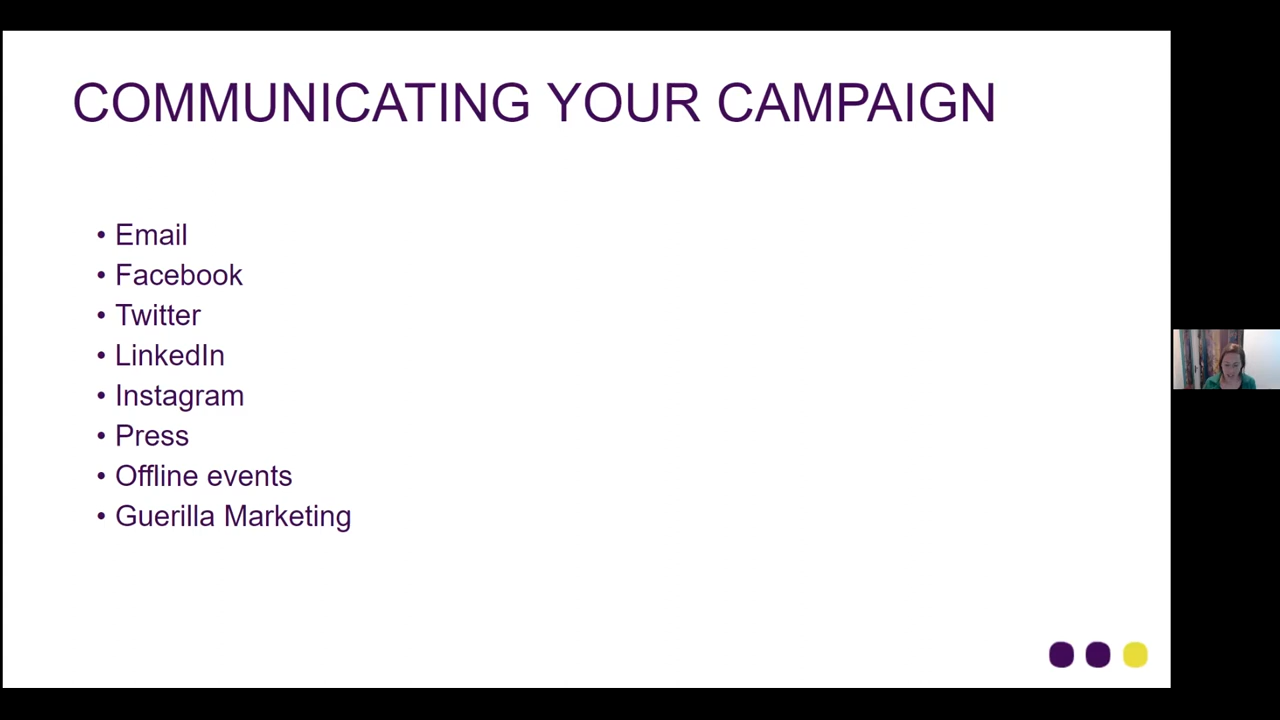 COMMUNICATING YOUR CAMPAIGN
• Email
• Facebook
• Twitter
• LinkedIn
• Instagram
• Press
• Offline events
• Guerilla Marketing